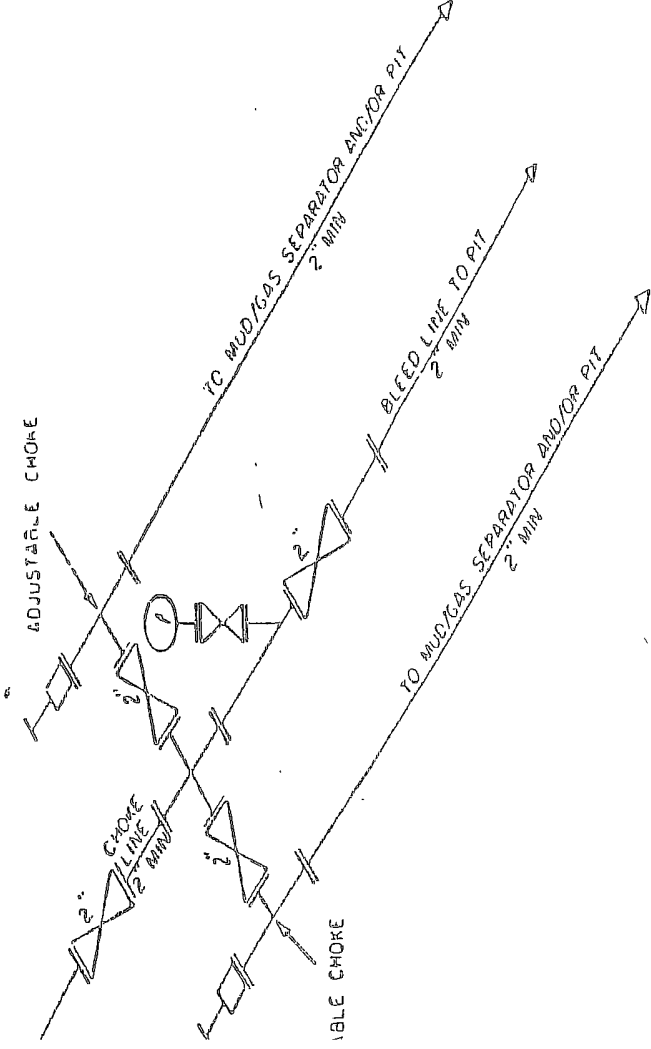 ADJUSTABLE CHOKE
TO MUD/GAS SEPARATOR AND/OR PIT
2" MIN
2"
BLEED LINE TO PIT
2" MIN
2"
CHOKE
LINE
2" MIN
2"
2"
TO MUD/GAS SEPARATOR AND/OR PIT
2" MIN
ABLE CHOKE